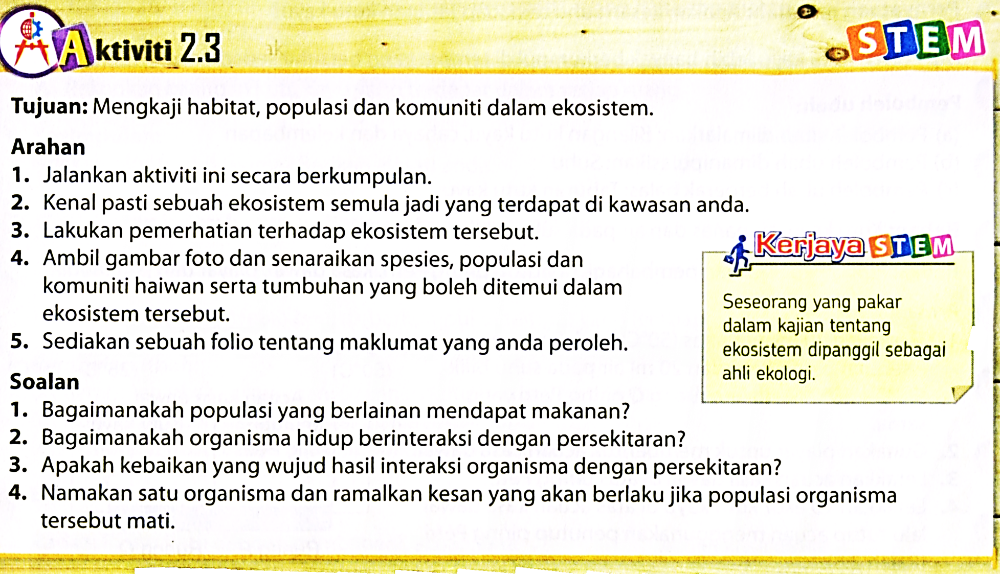 Aktiviti 2.3
STEM
Tujuan: Mengkaji habitat, populasi dan komuniti dalam ekosistem.
Arahan
1. Jalankan aktiviti ini secara berkumpulan.
2. Kenal pasti sebuah ekosistem semula jadi yang terdapat di kawasan anda.
3. Lakukan pemerhatian terhadap ekosistem tersebut.
4. Ambil gambar foto dan senaraikan spesies, populasi dan
komuniti haiwan serta tumbuhan yang boleh ditemui dalam
ekosistem tersebut.
5. Sediakan sebuah folio tentang maklumat yang anda peroleh.
Kerjaya STEM
Seseorang yang pakar
dalam kajian tentang
ekosistem dipanggil sebagai
ahli ekologi.
Soalan
1. Bagaimanakah populasi yang berlainan mendapat makanan?
2. Bagaimanakah organisma hidup berinteraksi dengan persekitaran?
3. Apakah kebaikan yang wujud hasil interaksi organisma dengan persekitaran?
4. Namakan satu organisma dan ramalkan kesan yang akan berlaku jika populasi organisma
tersebut mati.